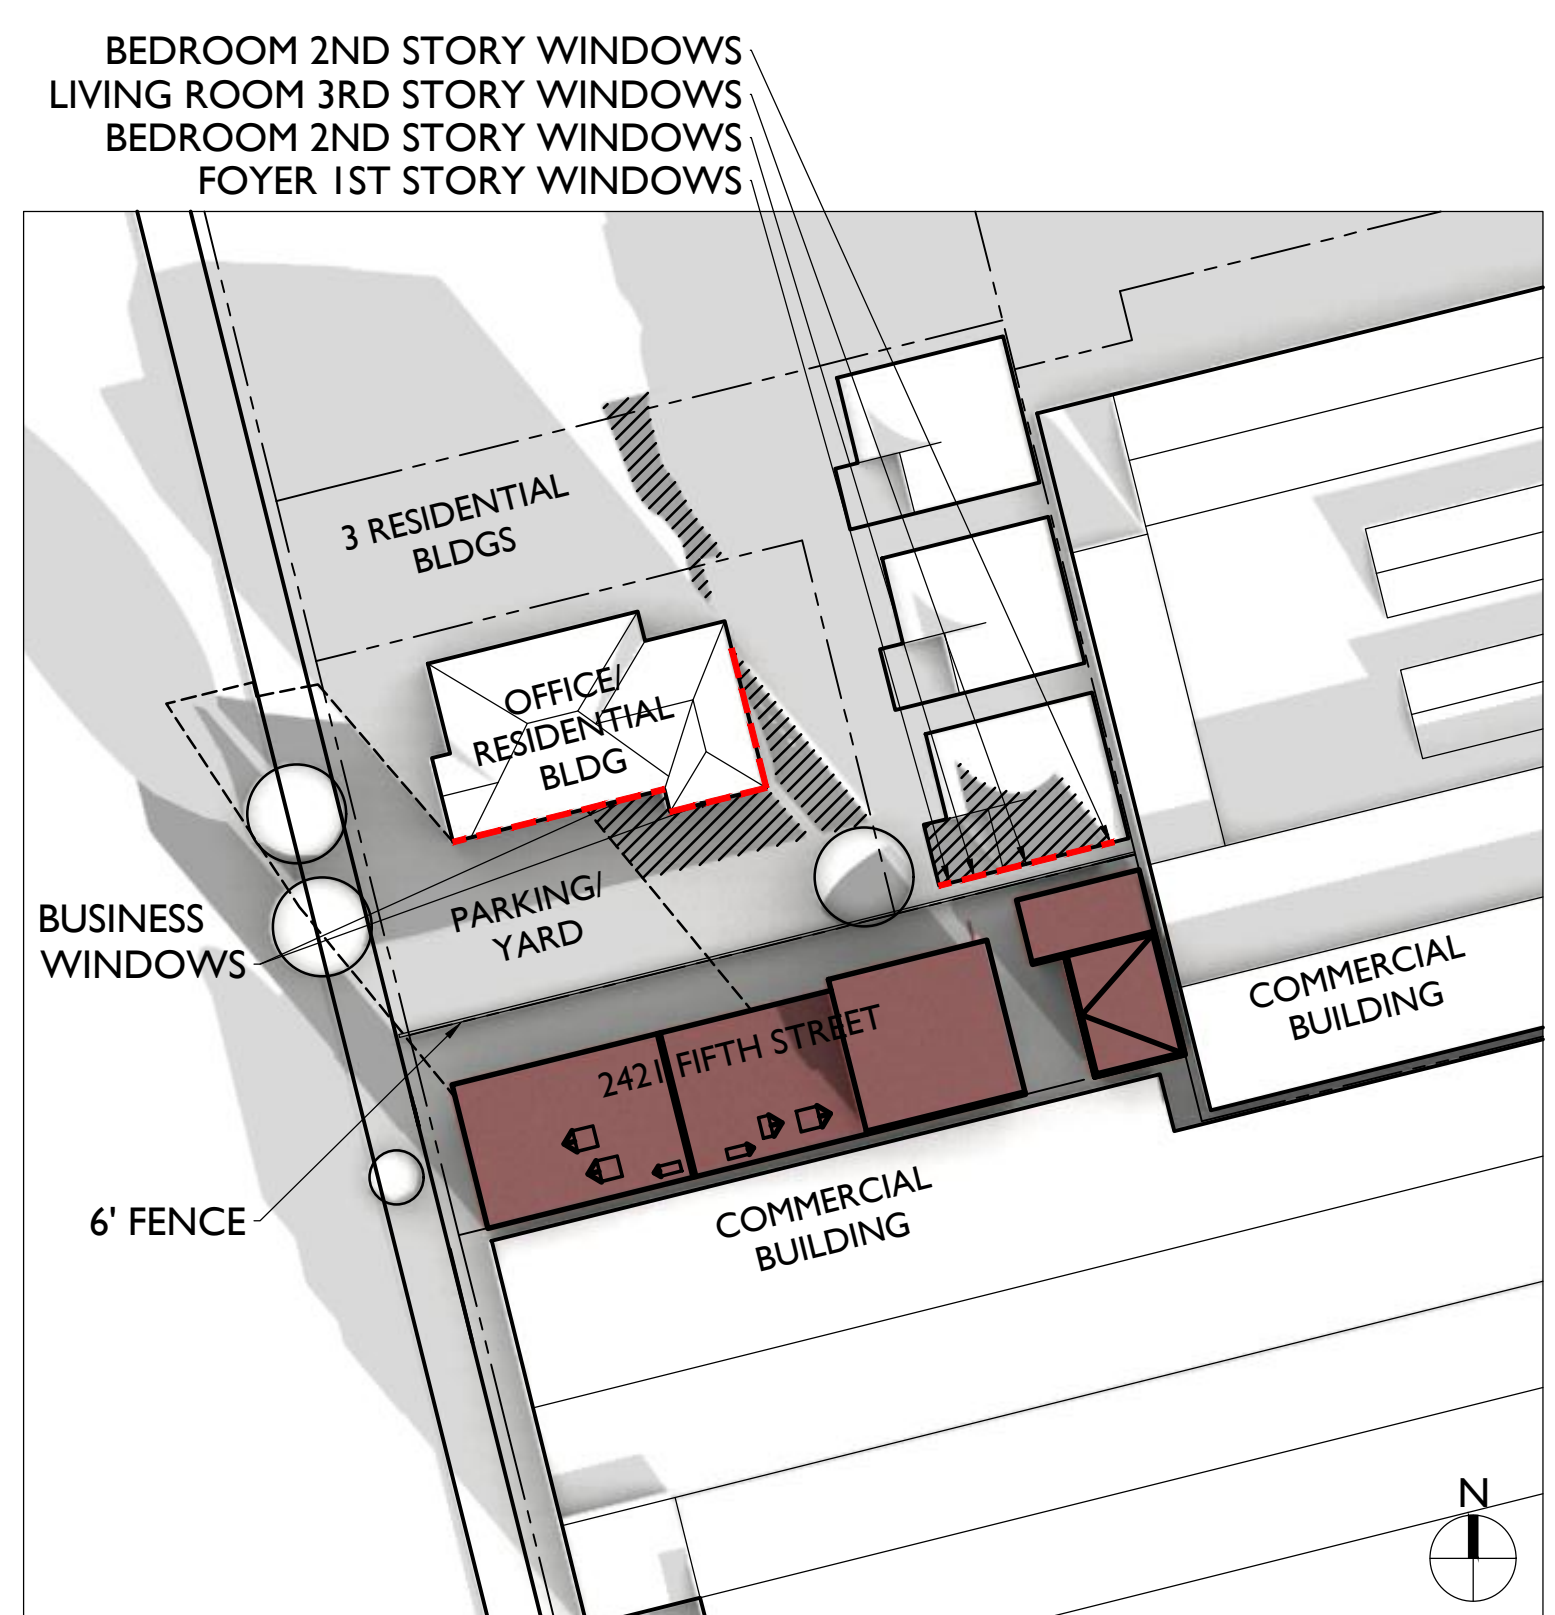 BEDROOM 2ND STORY WINDOWS
LIVING ROOM 3RD STORY WINDOWS
BEDROOM 2ND STORY WINDOWS
FOYER 1ST STORY WINDOWS
3 RESIDENTIAL
BLDGS
OFFICE/
RESIDENTIAL
BLDG
PARKING/
YARD
BUSINESS
WINDOWS
COMMERCIAL
BUILDING
2421 FIFTH STREET
6' FENCE
COMMERCIAL
BUILDING
N